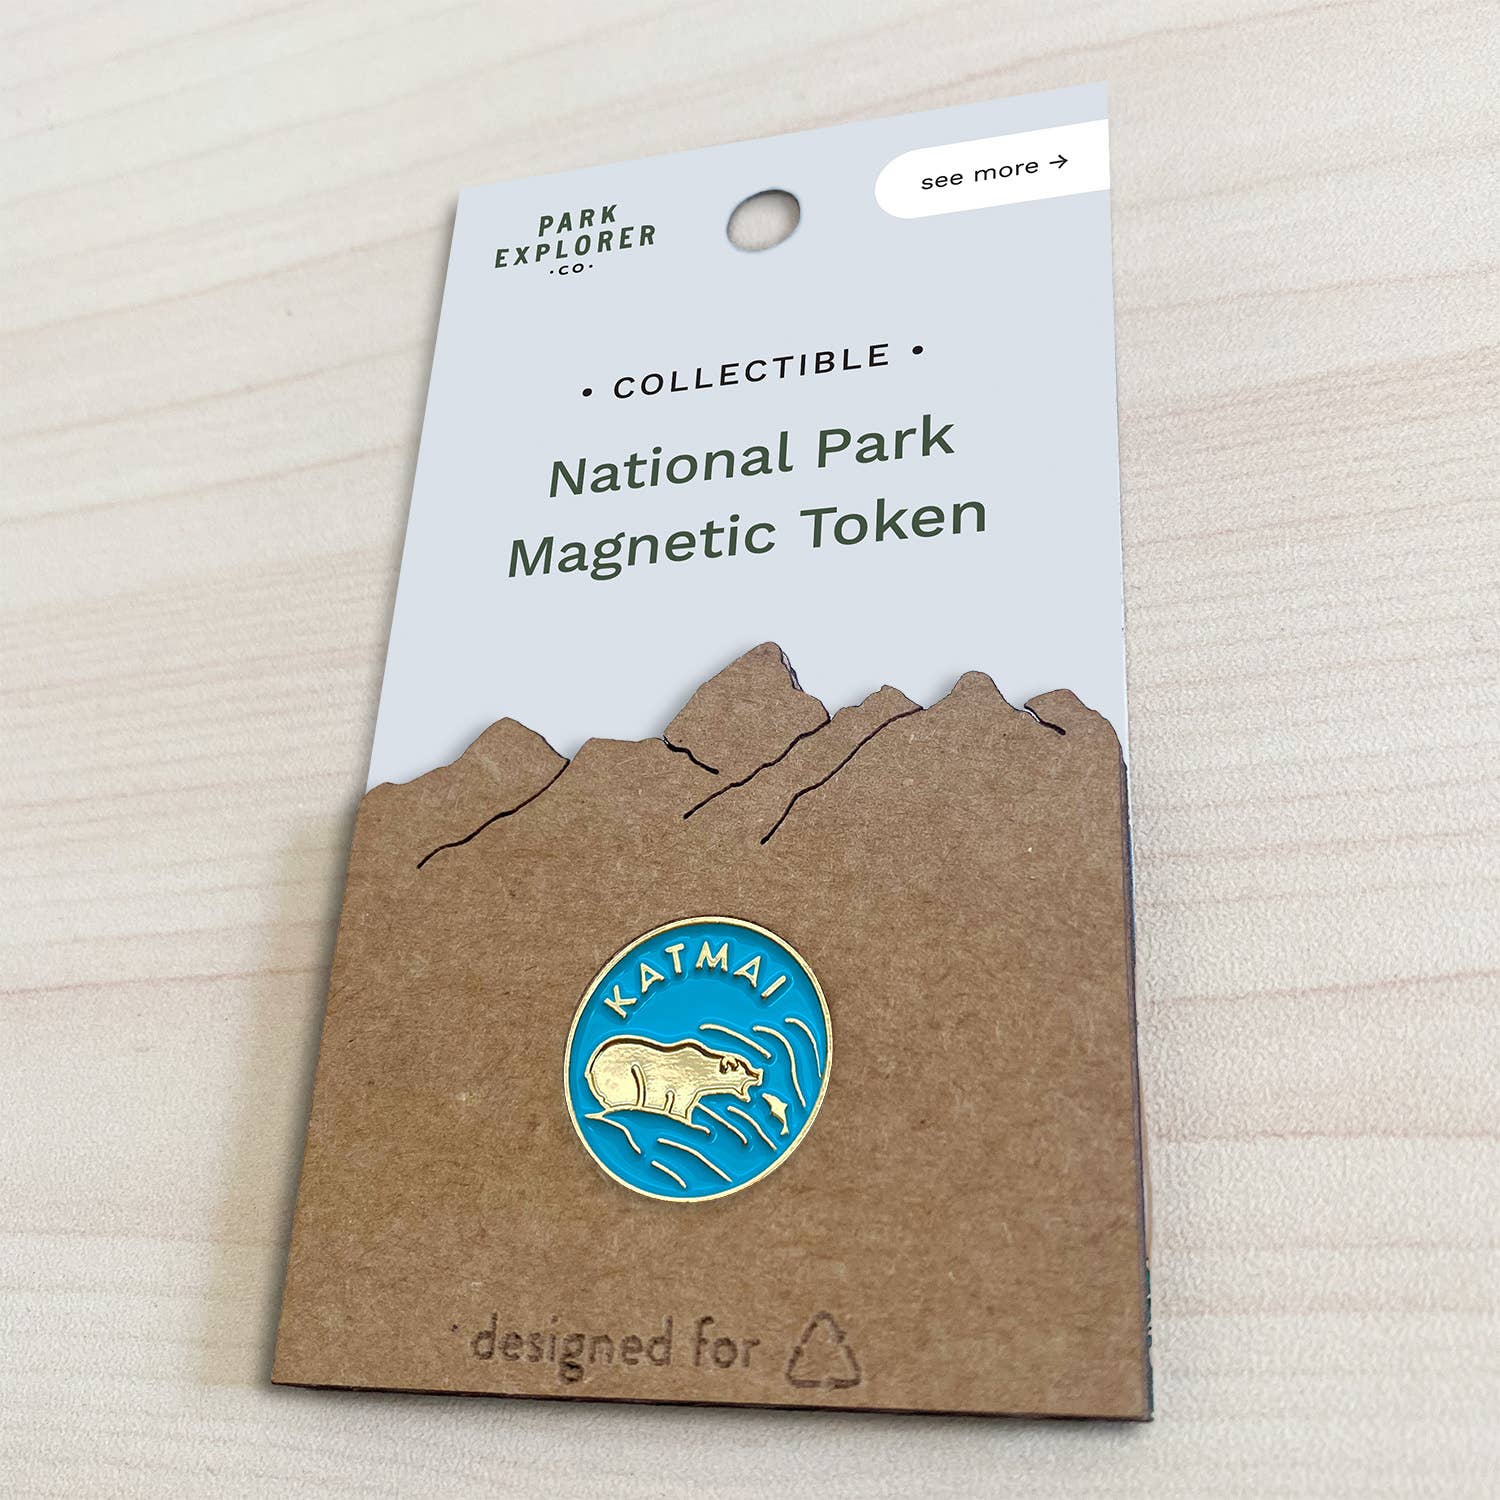 PARK
EXPLORER
·CO·
see more →
• COLLECTIBLE •
National Park
Magnetic Token
KATMAI
designed for